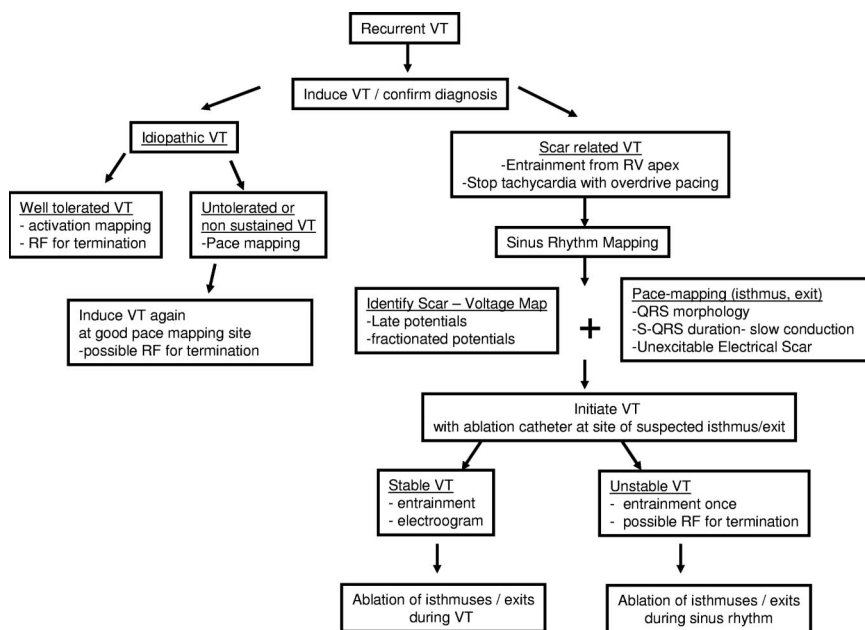 Recurrent VT
Induce VT / confirm diagnosis
Idiopathic VT
Scar related VT
-Entrainment from RV apex
-Stop tachycardia with overdrive pacing
Well tolerated VT
- activation mapping
- RF for termination
Untolerated or
non sustained VT
-Pace mapping
Sinus Rhythm Mapping
Induce VT again
at good pace mapping site
-possible RF for termination
Identify Scar – Voltage Map
-Late potentials
-fractionated potentials
+
Pace-mapping (isthmus, exit)
-QRS morphology
-S-QRS duration- slow conduction
-Unexcitable Electrical Scar
Initiate VT
with ablation catheter at site of suspected isthmus/exit
Stable VT
- entrainment
- electroogram
Unstable VT
- entrainment once
- possible RF for termination
Ablation of isthmuses / exits
during VT
Ablation of isthmuses / exits
during sinus rhythm